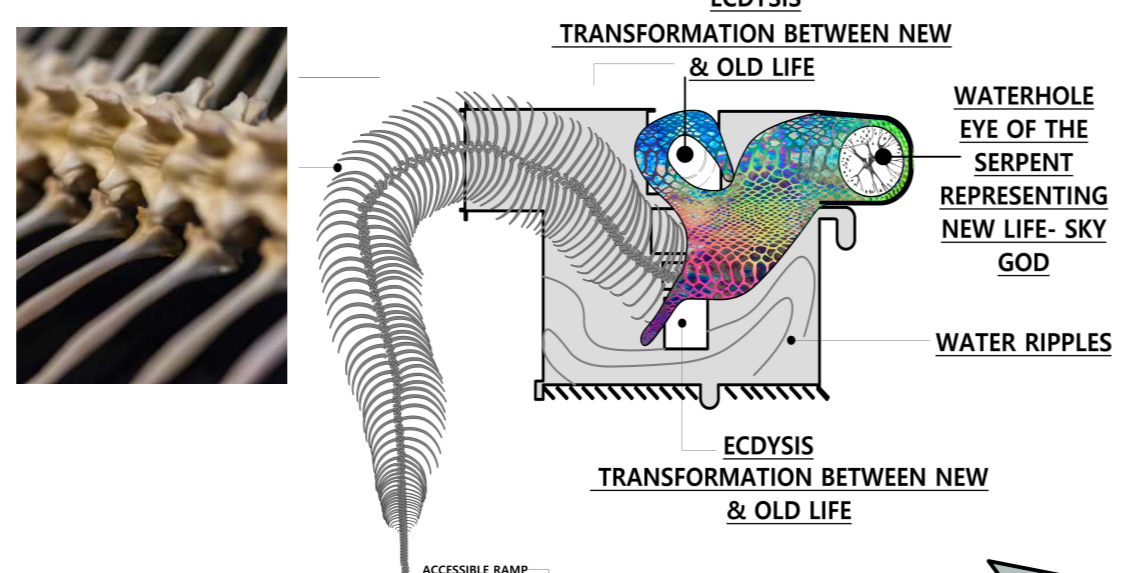 ECDYSIS
TRANSFORMATION BETWEEN NEW
& OLD LIFE
WATERHOLE
EYE OF THE
SERPENT
REPRESENTING
NEW LIFE- SKY
GOD
WATER RIPPLES
ECDYSIS
TRANSFORMATION BETWEEN NEW
& OLD LIFE
ACCESSIBLE RAMP